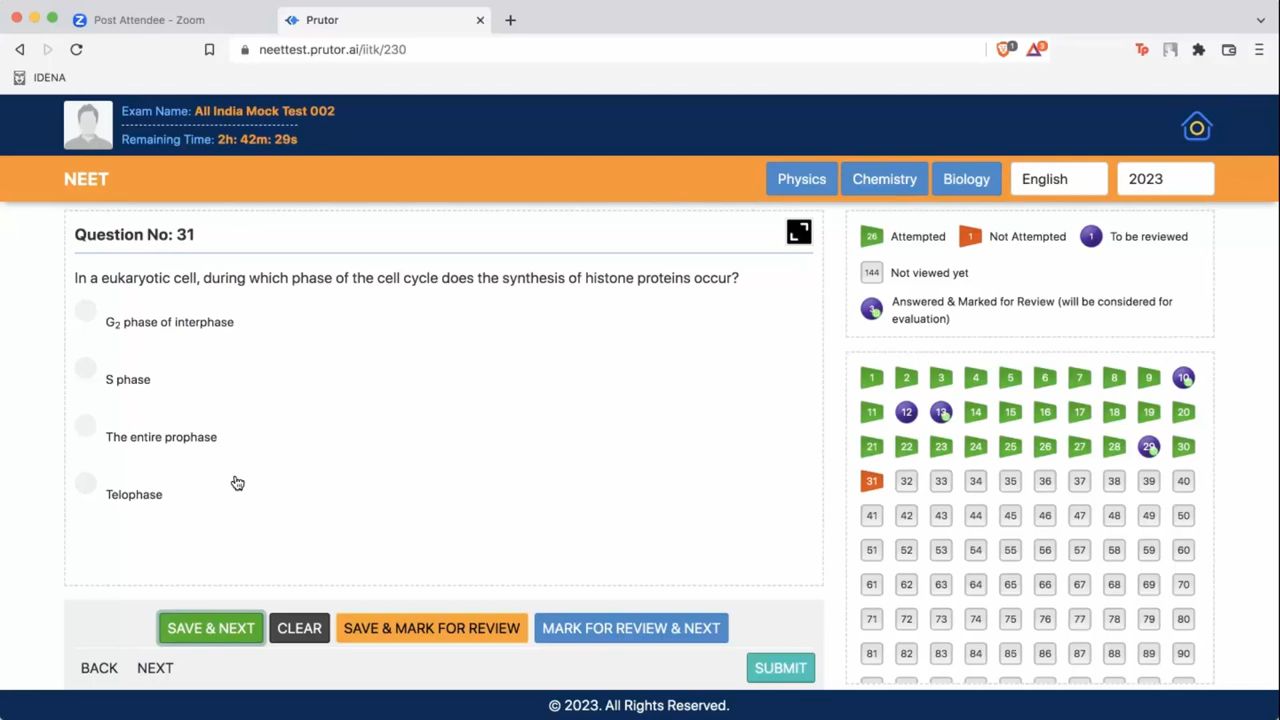 Post Attendee - Zoom
Prutor
neettest.prutor.ai/iitk/230
1
3
Tp
IDENA
Exam Name: All India Mock Test 002
Remaining Time: 2h: 42m: 29s
NEET
Physics
Chemistry
Biology
English
2023
Question No: 31
In a eukaryotic cell, during which phase of the cell cycle does the synthesis of histone proteins occur?
G₂ phase of interphase
S phase
The entire prophase
Telophase
SAVE & NEXT
CLEAR
SAVE & MARK FOR REVIEW
MARK FOR REVIEW & NEXT
BACK
NEXT
SUBMIT
26 Attempted
1 Not Attempted
1 To be reviewed
144 Not viewed yet
3 Answered & Marked for Review (will be considered for
evaluation)
1 2 3 4 5 6 7 8 9 10
11 12 13 14 15 16 17 18 19 20
21 22 23 24 25 26 27 28 29 30
31 32 33 34 35 36 37 38 39 40
41 42 43 44 45 46 47 48 49 50
51 52 53 54 55 56 57 58 59 60
61 62 63 64 65 66 67 68 69 70
71 72 73 74 75 76 77 78 79 80
81 82 83 84 85 86 87 88 89 90
© 2023. All Rights Reserved.